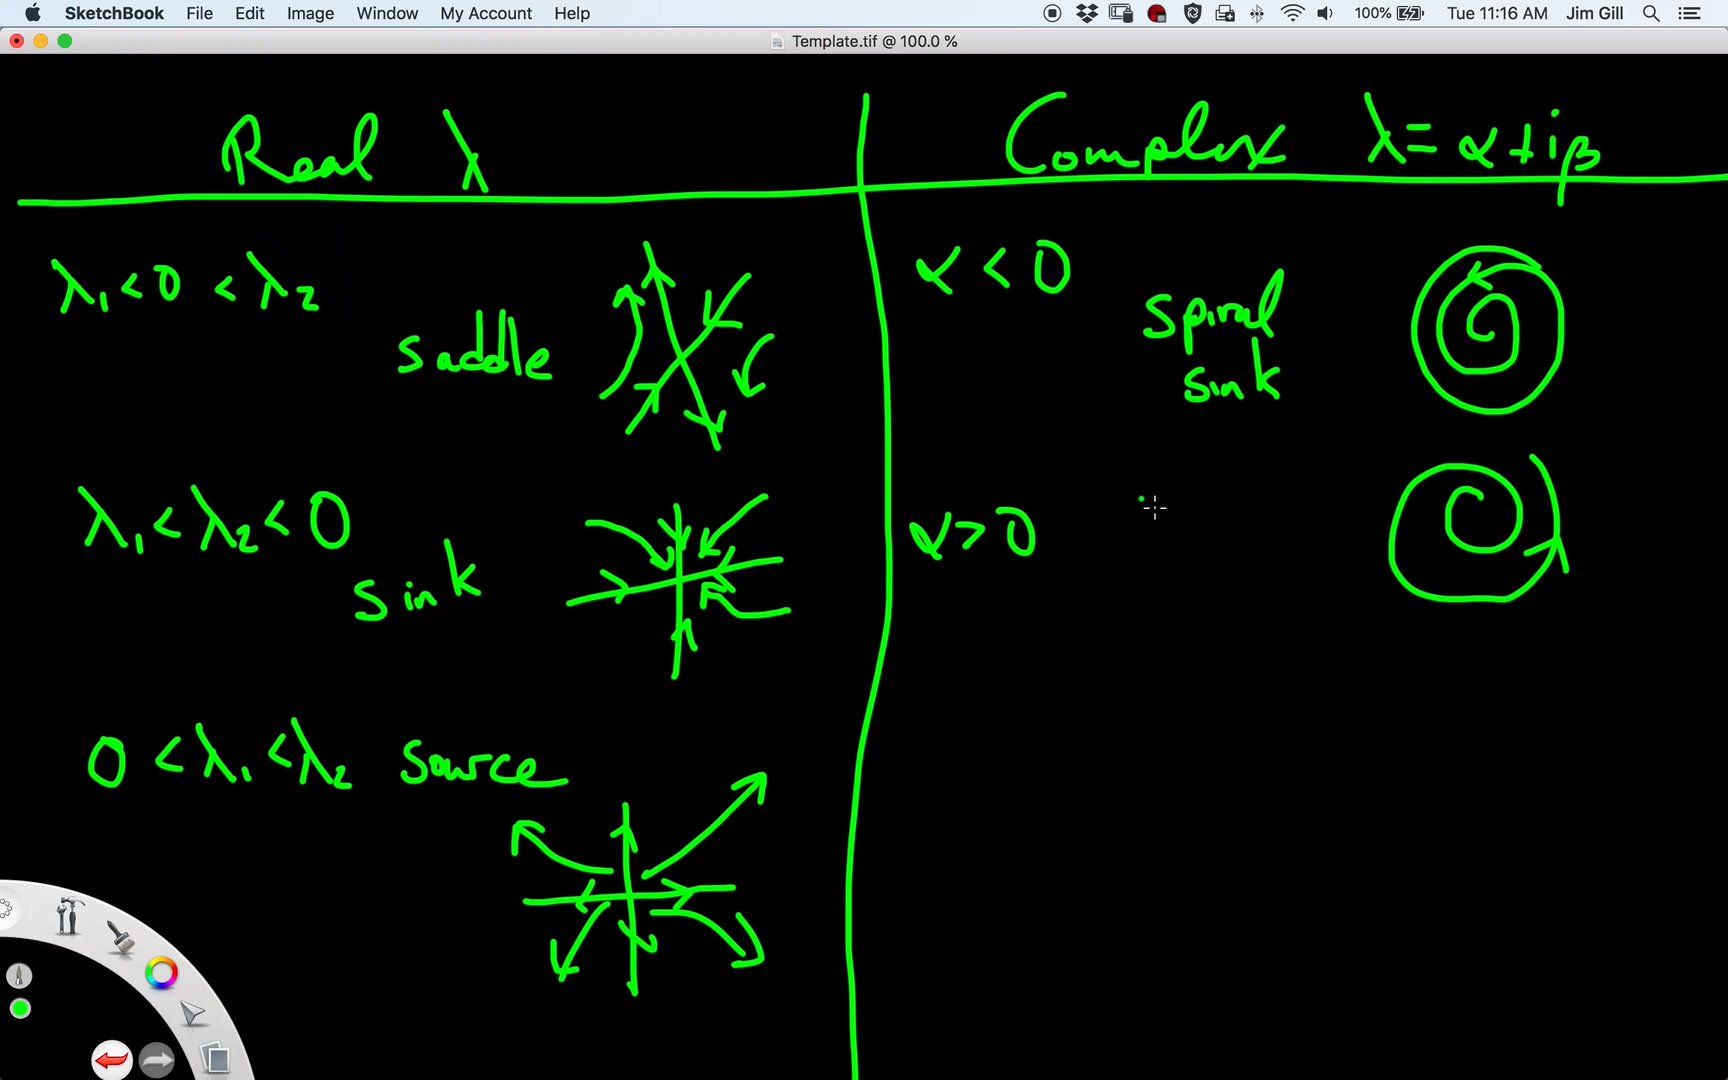 SketchBook File Edit Image Window My Account Help 100% Tue 11:16 AM Jim Gill
Template.tif @ 100.0 %
Real λ
λ₁ < 0 < λ₂
saddle
λ₁ < λ₂ < 0
sink
0 < λ₁ < λ₂ source
Complex λ = α + iβ
α < 0
spiral
sink
α > 0